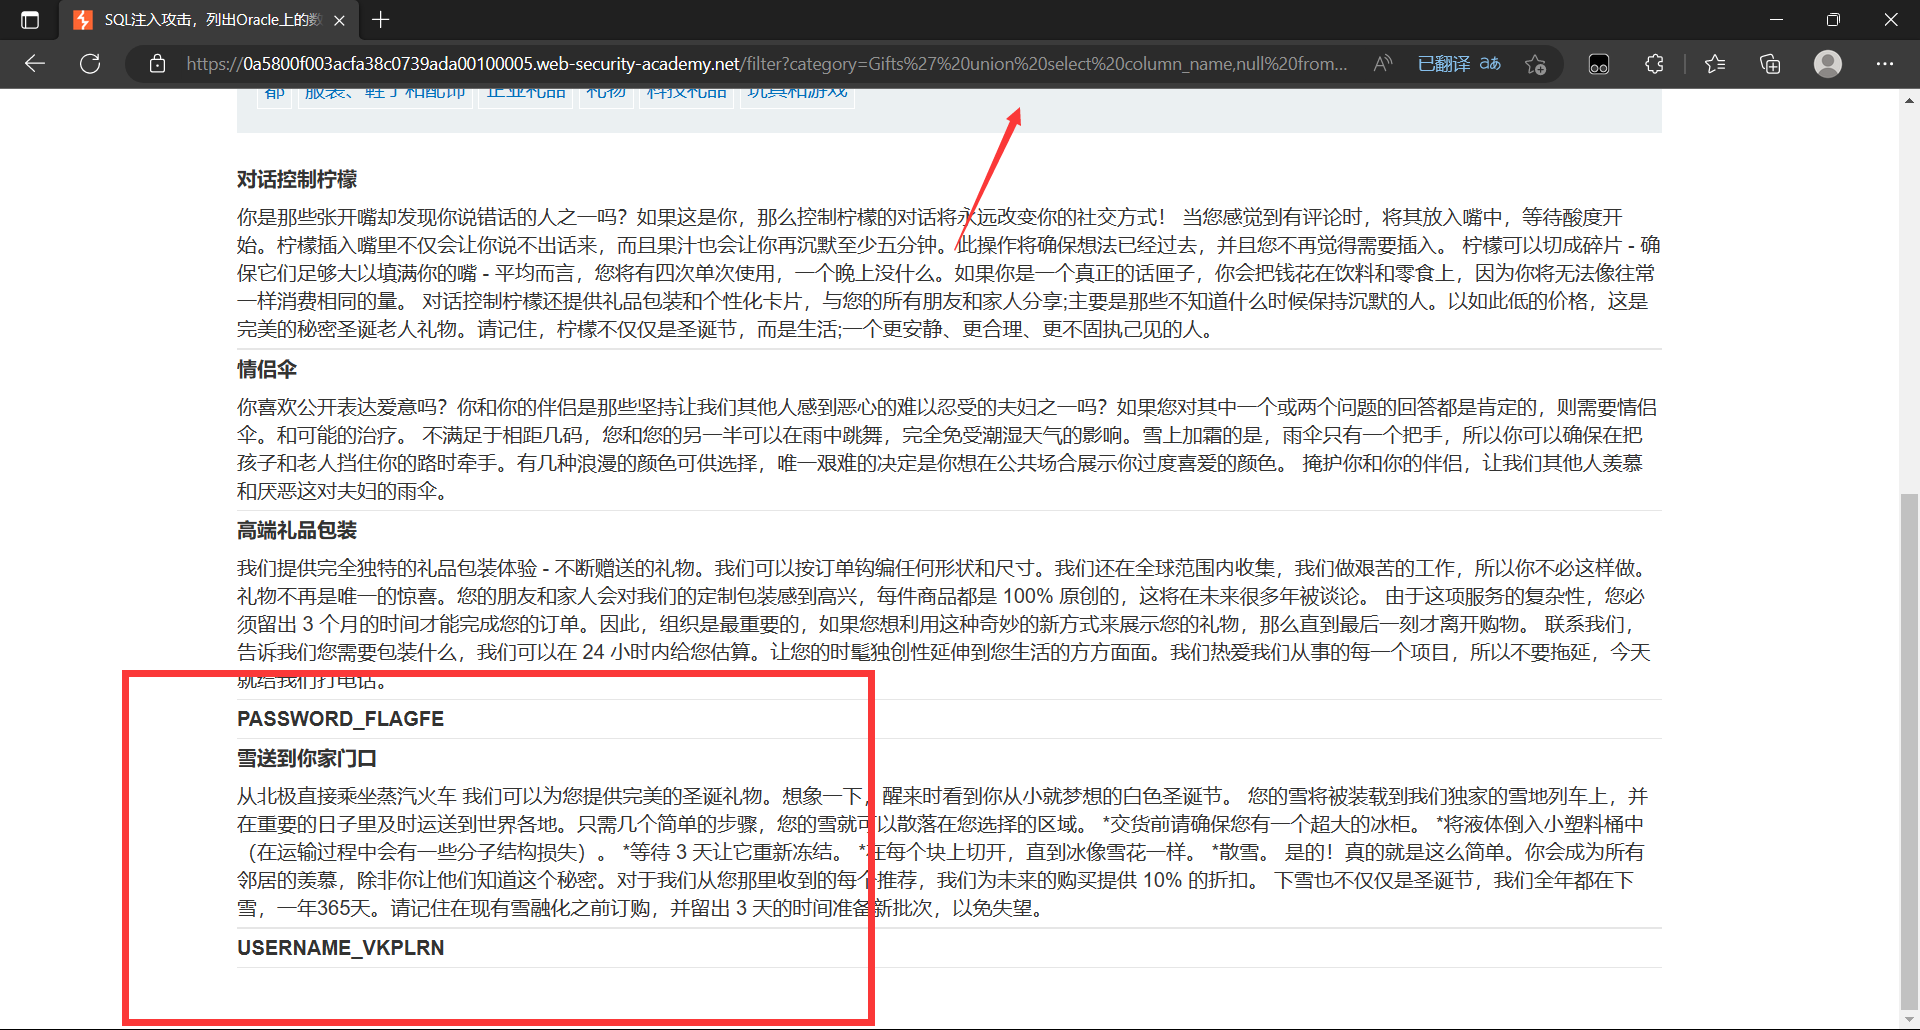 SQL注入攻击，列出Oracle上的数
https://0a5800f003acfa38c0739ada00100005.web-security-academy.net/filter?category=Gifts%27%20union%20select%20column_name,null%20from...
已翻译
都 服装、鞋子和配饰 企业礼品 礼物 科技礼品 玩具和游戏
对话控制柠檬
你是那些张开嘴却发现你说错话的人之一吗？如果这是你，那么控制柠檬的对话将永远改变你的社交方式！ 当您感觉到有评论时，将其放入嘴中，等待酸度开
始。柠檬插入嘴里不仅会让你说不出话来，而且果汁也会让你再沉默至少五分钟。此操作将确保想法已经过去，并且您不再觉得需要插入。 柠檬可以切成碎片 - 确
保它们足够大以填满你的嘴 - 平均而言，您将有四次单次使用，一个晚上没什么。如果你是一个真正的话匣子，你会把钱花在饮料和零食上，因为你将无法像往常
一样消费相同的量。 对话控制柠檬还提供礼品包装和个性化卡片，与您的所有朋友和家人分享;主要是那些不知道什么时候保持沉默的人。以如此低的价格，这是
完美的秘密圣诞老人礼物。请记住，柠檬不仅仅是圣诞节，而是生活;一个更安静、更合理、更不固执己见的人。
情侣伞
你喜欢公开表达爱意吗？你和你的伴侣是那些坚持让我们其他人感到恶心的难以忍受的夫妇之一吗？如果您对其中一个或两个问题的回答都是肯定的，则需要情侣
伞。和可能的治疗。 不满足于相距几码，您和您的另一半可以在雨中跳舞，完全免受潮湿天气的影响。雪上加霜的是，雨伞只有一个把手，所以你可以确保在把
孩子和老人挡住你的路时牵手。有几种浪漫的颜色可供选择，唯一艰难的决定是你想在公共场合展示你过度喜爱的颜色。 掩护你和你的伴侣，让我们其他人羡慕
和厌恶这对夫妇的雨伞。
高端礼品包装
我们提供完全独特的礼品包装体验 - 不断赠送的礼物。我们可以按订单钩编任何形状和尺寸。我们还在全球范围内收集，我们做艰苦的工作，所以你不必这样做。
礼物不再是唯一的惊喜。您的朋友和家人会对我们的定制包装感到高兴，每件商品都是 100% 原创的，这将在未来很多年被谈论。 由于这项服务的复杂性，您必
须留出 3 个月的时间才能完成您的订单。因此，组织是最重要的，如果您想利用这种奇妙的新方式来展示您的礼物，那么直到最后一刻才离开购物。 联系我们，
告诉我们您需要包装什么，我们可以在 24 小时内给您估算。让您的时髦独创性延伸到您生活的方方面面。我们热爱我们从事的每一个项目，所以不要拖延，今天
就给我们打电话。
PASSWORD_FLAGFE
雪送到你家门口
从北极直接乘坐蒸汽火车 我们可以为您提供完美的圣诞礼物。想象一下，醒来时看到你从小就梦想的白色圣诞节。 您的雪将被装载到我们独家的雪地列车上，并
在重要的日子里及时运送到世界各地。只需几个简单的步骤，您的雪就可以散落在您选择的区域。 *交货前请确保您有一个超大的冰柜。 *将液体倒入小塑料桶中
（在运输过程中会有一些分子结构损失）。 *等待 3 天让它重新冻结。 *在每个块上切开，直到冰像雪花一样。 *散雪。 是的！真的就是这么简单。你会成为所有
邻居的羡慕，除非你让他们知道这个秘密。对于我们从您那里收到的每个推荐，我们为未来的购买提供 10% 的折扣。 下雪也不仅仅是圣诞节，我们全年都在下
雪，一年365天。请记住在现有雪融化之前订购，并留出 3 天的时间准备新批次，以免失望。
USERNAME_VKPLRN